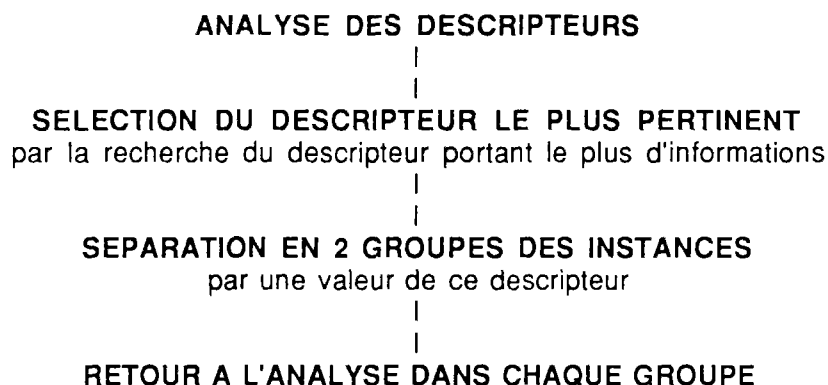 ANALYSE DES DESCRIPTEURS
SELECTION DU DESCRIPTEUR LE PLUS PERTINENT
par la recherche du descripteur portant le plus d'informations
SEPARATION EN 2 GROUPES DES INSTANCES
par une valeur de ce descripteur
RETOUR A L'ANALYSE DANS CHAQUE GROUPE